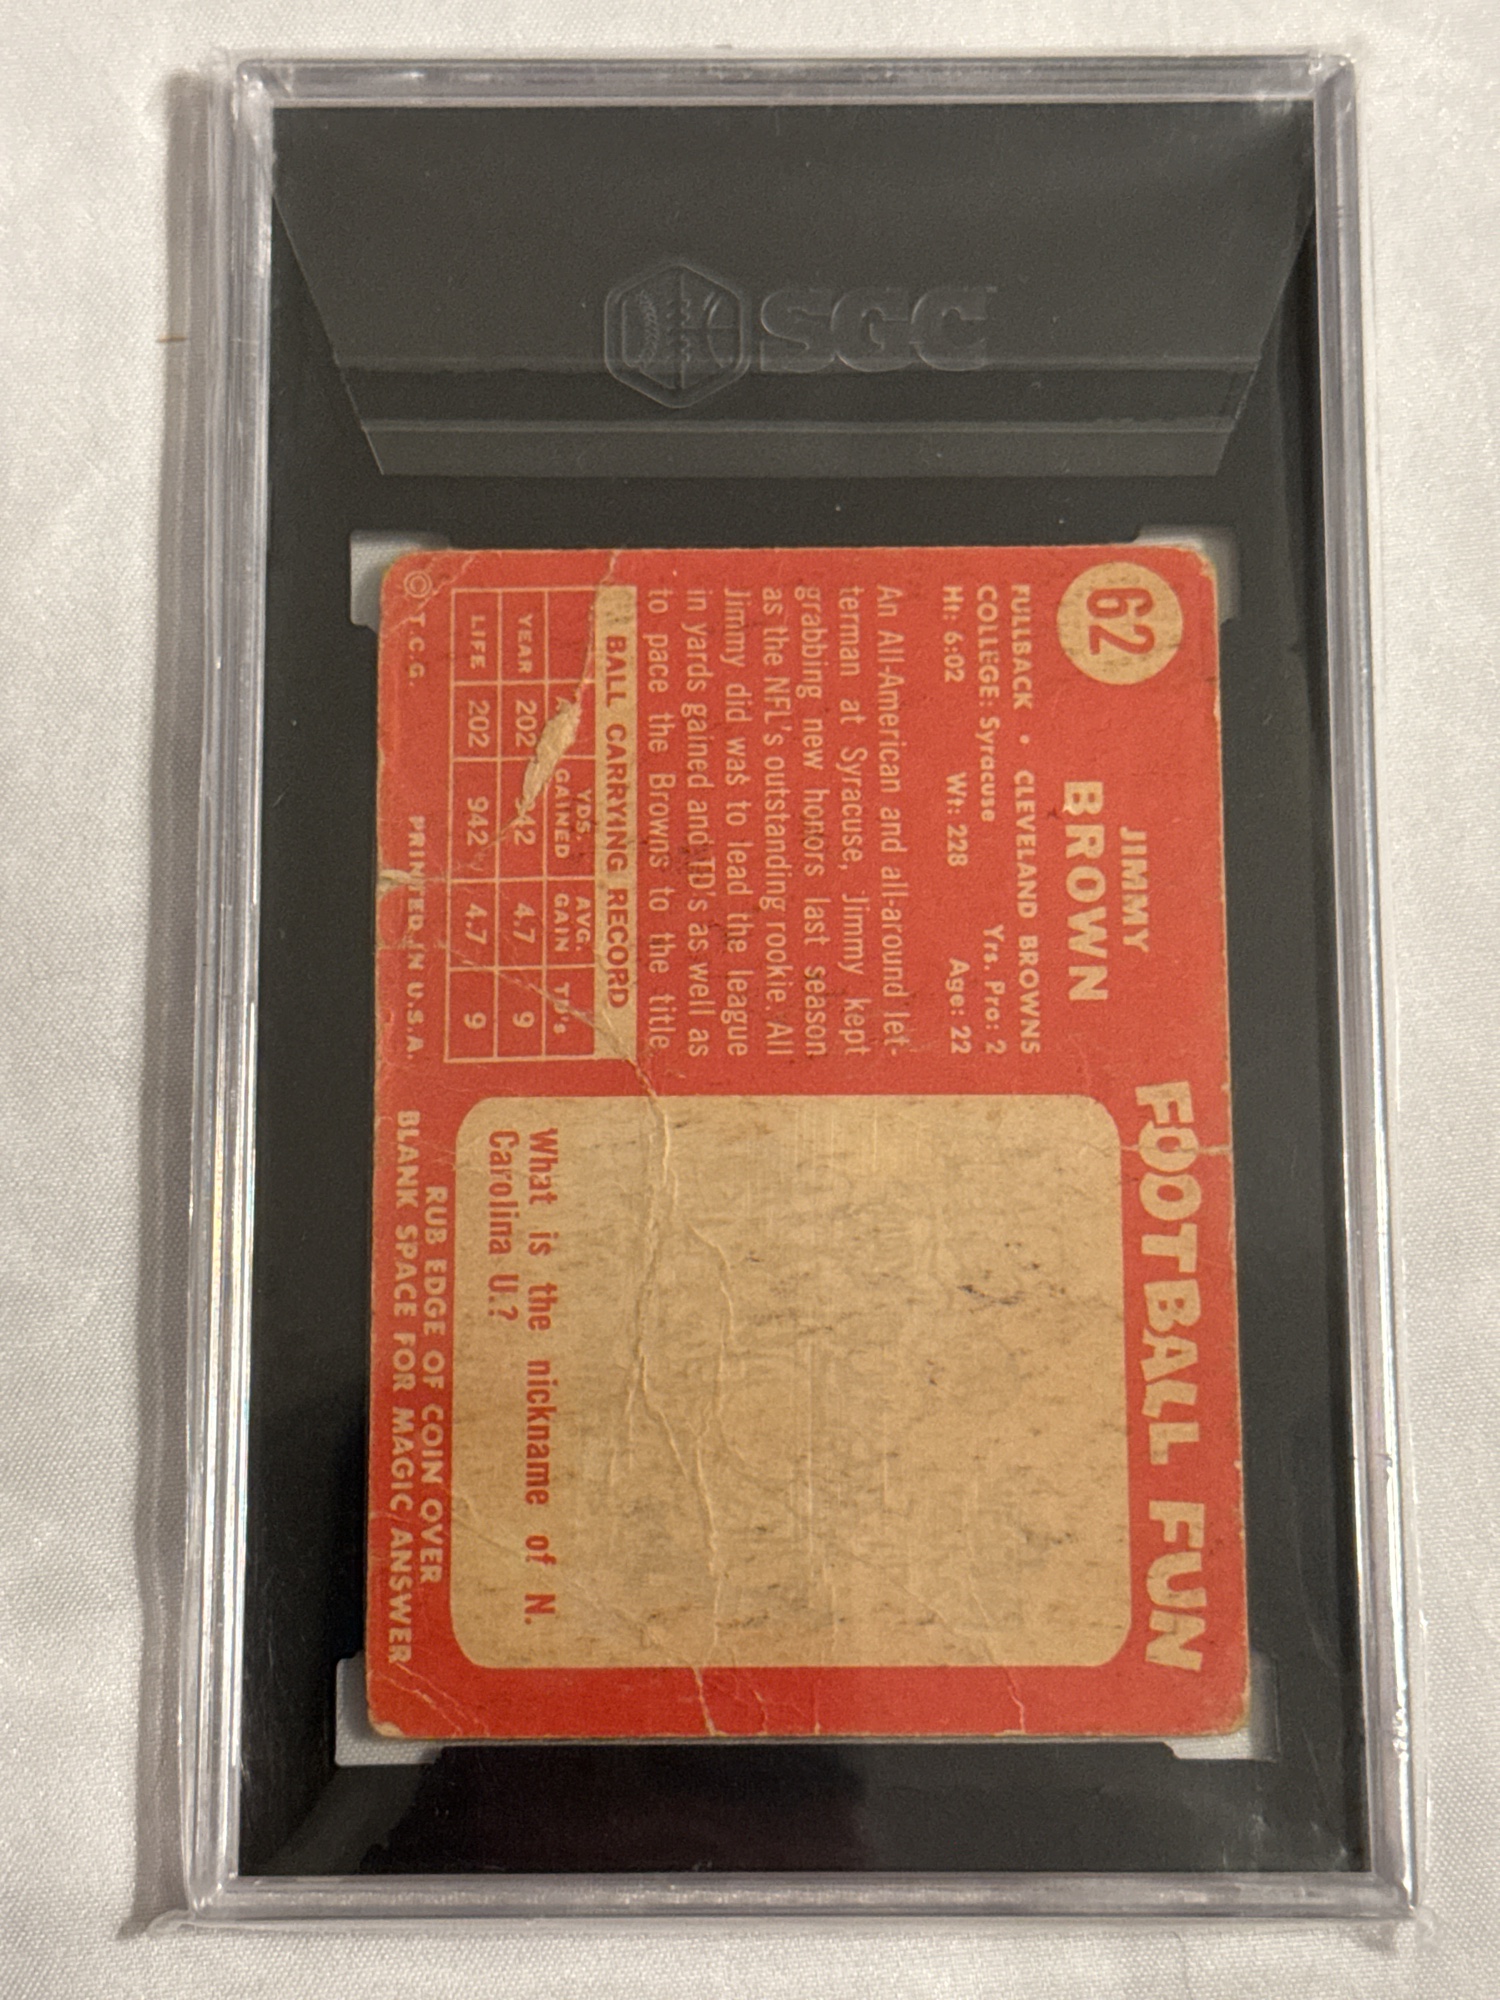 SGC
62
JIMMY
BROWN
FULLBACK • CLEVELAND BROWNS
COLLEGE: Syracuse Yrs. Pro: 2
Ht: 6:02 Wt: 228 Age: 22
An All-American and all-around let-
terman at Syracuse, Jimmy kept
grabbing new honors last season
as the NFL's outstanding rookie. All
Jimmy did was to lead the league
in yards gained and TD's as well as
to pace the Browns to the title.
BALL CARRYING RECORD
YDS. GAINED AVG. GAIN TD's
YEAR 202 942 4.7 9
LIFE 202 942 4.7 9
© T.C.G. PRINTED IN U.S.A.
FOOTBALL FUN
What is the nickname of N.
Carolina U.?
RUB EDGE OF COIN OVER
BLANK SPACE FOR MAGIC ANSWER